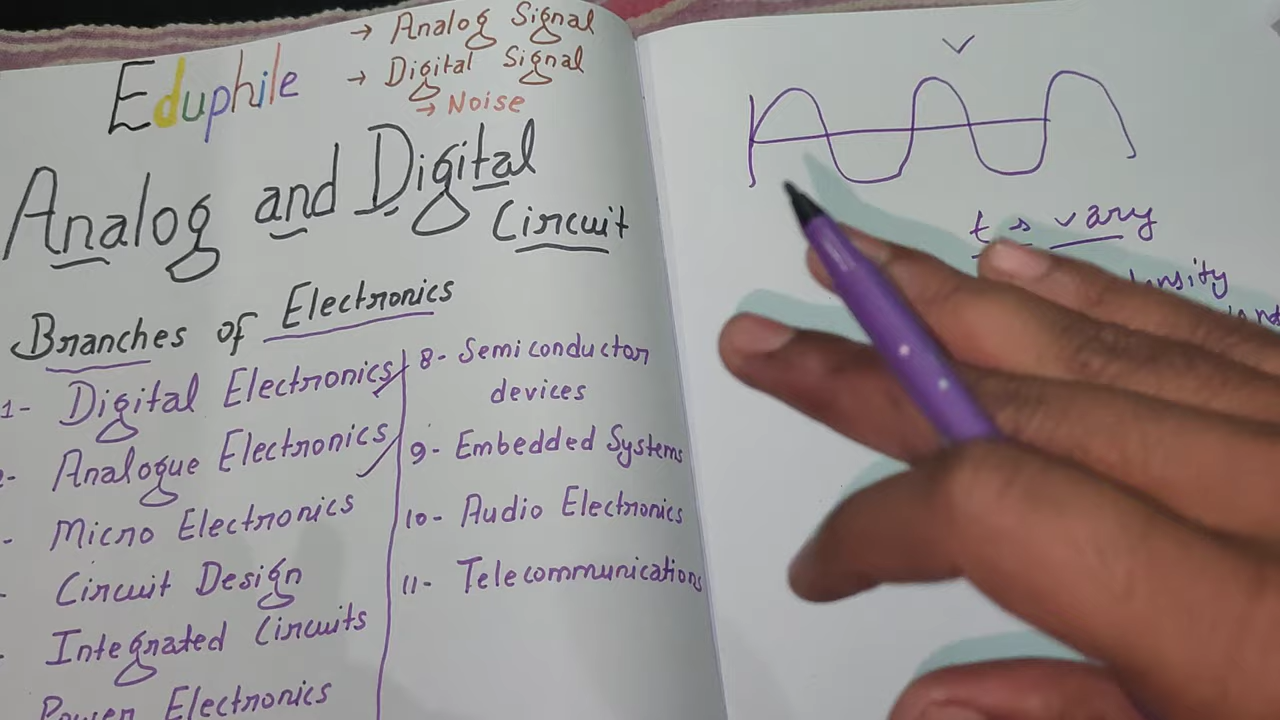 Eduphile
→ Analog Signal
→ Digital Signal
→ Noise
Analog and Digital
Circuit
Branches of Electronics
1- Digital Electronics
- Analogue Electronics
- Micro Electronics
- Circuit Design
- Integrated Circuits
Power Electronics
8- Semiconductor
devices
9- Embedded Systems
10- Audio Electronics
11- Telecommunications
vary